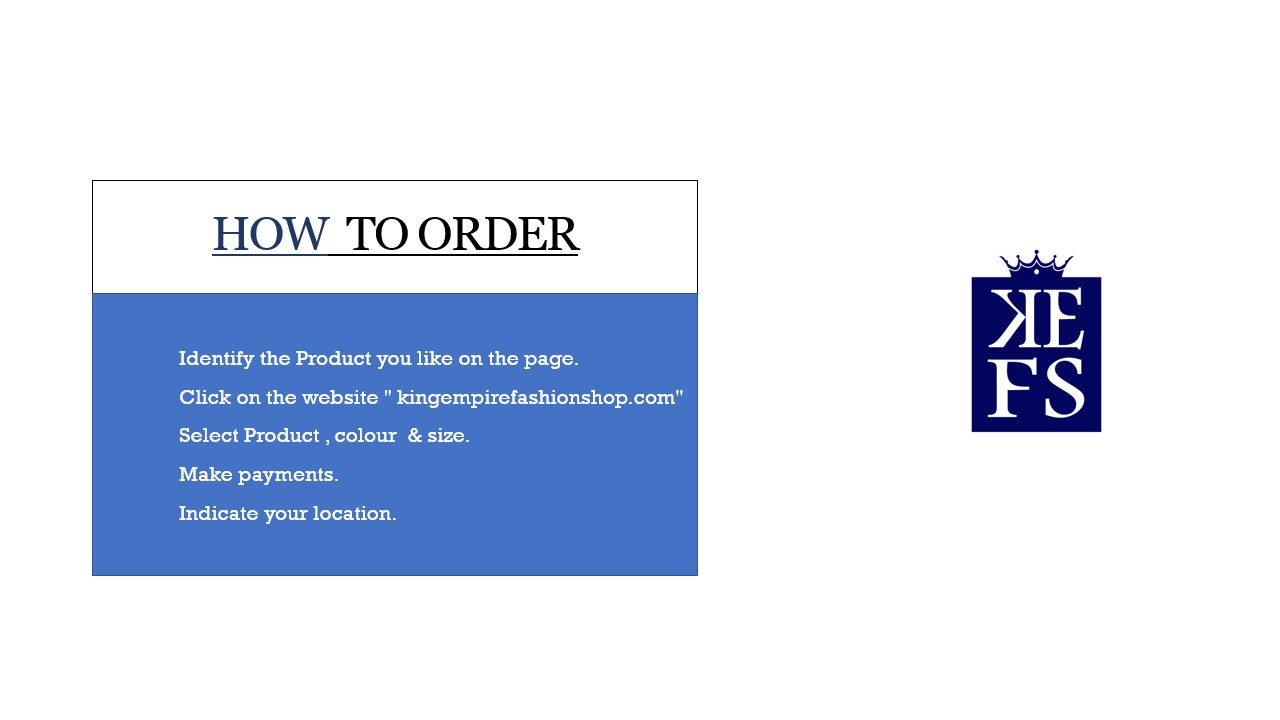 HOW  TO ORDER
Identify the Product you like on the page.
Click on the website " kingempirefashionshop.com"
Select Product , colour  & size.
Make payments.
Indicate your location.
KE
FS